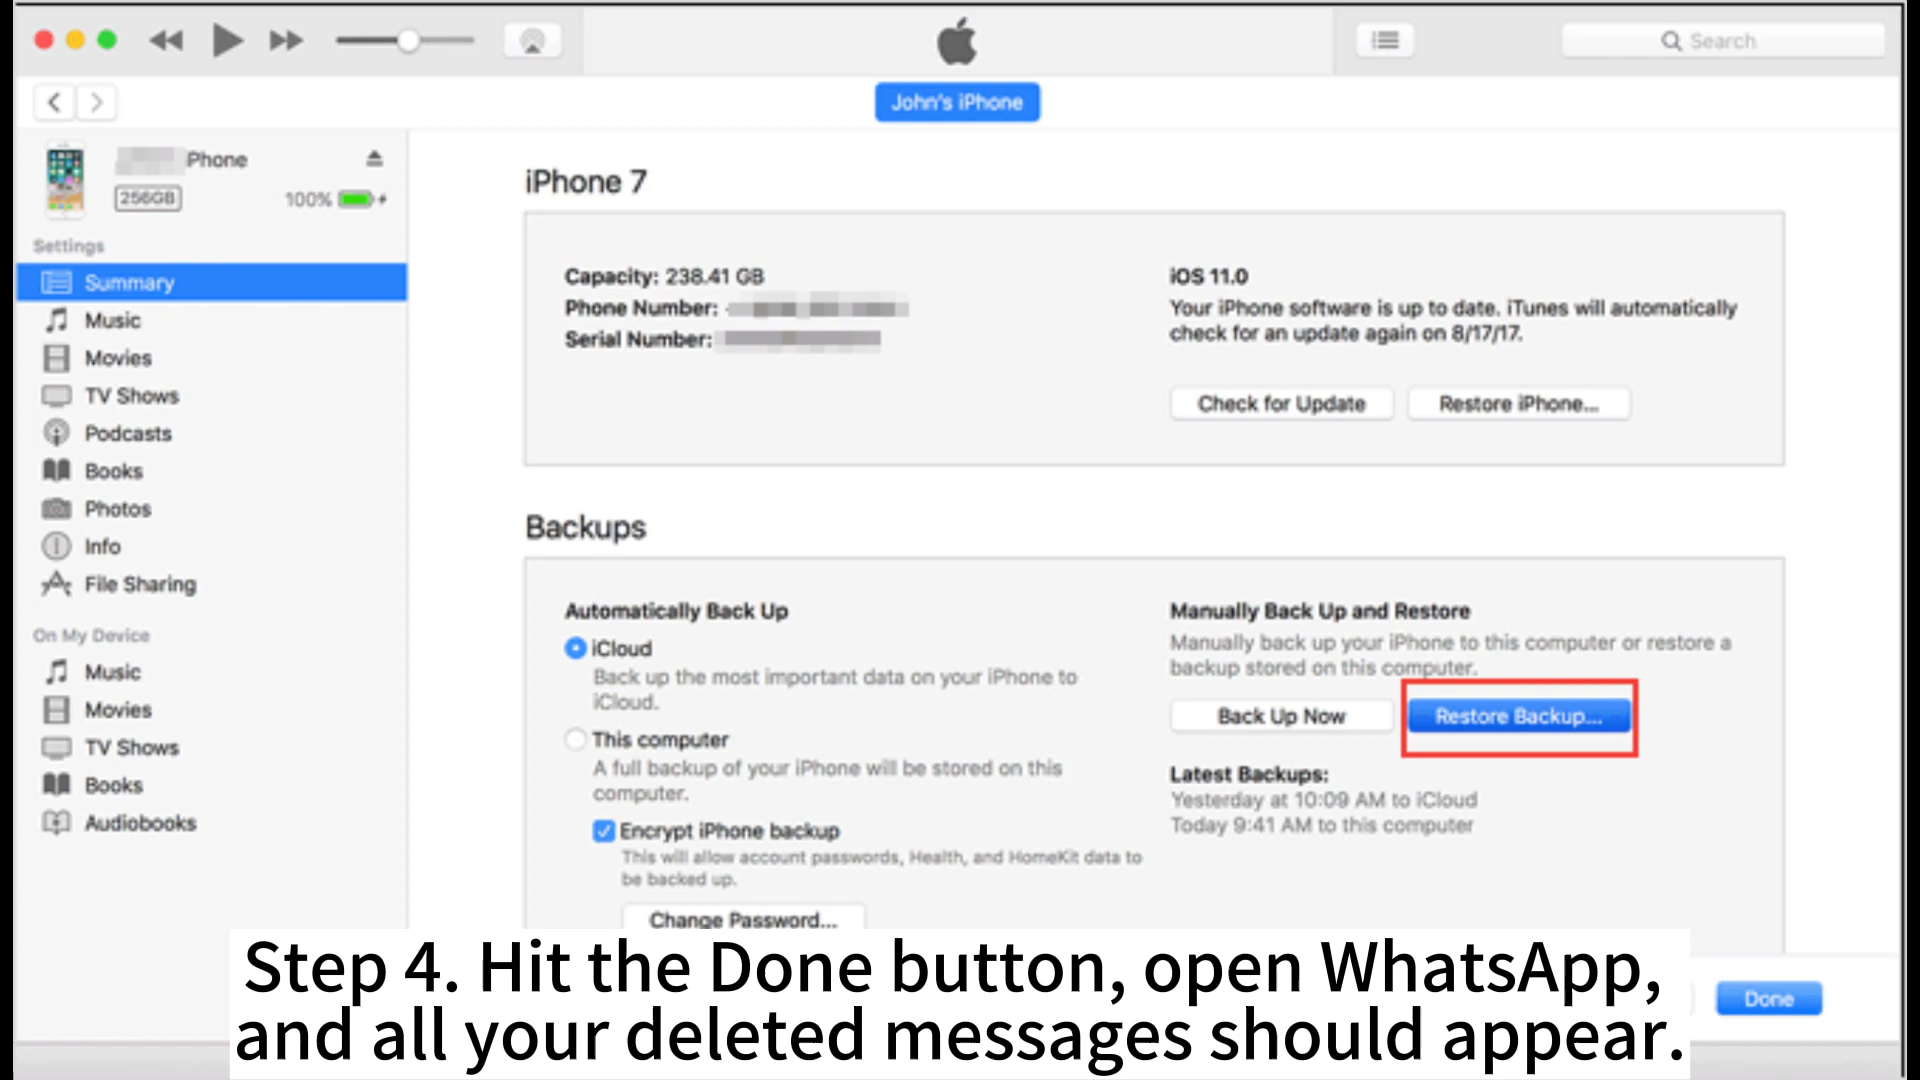 Search
John's iPhone
Phone
256GB
100%
Settings
Summary
Music
Movies
TV Shows
Podcasts
Books
Photos
Info
File Sharing
On My Device
Music
Movies
TV Shows
Books
Audiobooks
iPhone 7
Capacity: 238.41 GB
Phone Number:
Serial Number:
iOS 11.0
Your iPhone software is up to date. iTunes will automatically
check for an update again on 8/17/17.
Check for Update
Restore iPhone...
Backups
Automatically Back Up
iCloud
Back up the most important data on your iPhone to
iCloud.
This computer
A full backup of your iPhone will be stored on this
computer.
Encrypt iPhone backup
This will allow account passwords, Health, and HomeKit data to
be backed up.
Change Password...
Manually Back Up and Restore
Manually back up your iPhone to this computer or restore a
backup stored on this computer.
Back Up Now
Restore Backup...
Latest Backups:
Yesterday at 10:09 AM to iCloud
Today 9:41 AM to this computer
Done
Step 4. Hit the Done button, open WhatsApp,
and all your deleted messages should appear.